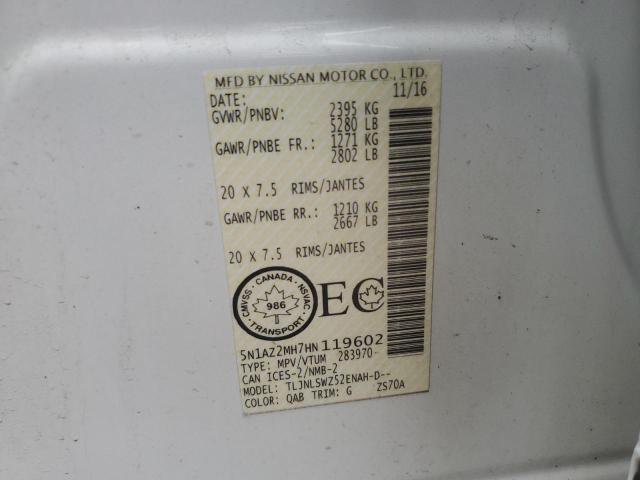 MFD BY NISSAN MOTOR CO., LTD.
DATE: 11/16
GVWR/PNBV: 2395 KG
5280 LB
GAWR/PNBE FR.: 1271 KG
2802 LB
20 X 7.5 RIMS/JANTES
GAWR/PNBE RR.: 1210 KG
2667 LB
20 X 7.5 RIMS/JANTES
CMVSS · CANADA · NSVAC
986
TRANSPORT
EC
5N1AZ2MH7HN119602
TYPE: MPV/VTUM 283970
CAN ICES-2/NMB-2
MODEL: TLJNLSWZ52ENAH-D--
COLOR: QAB TRIM: G ZS70A